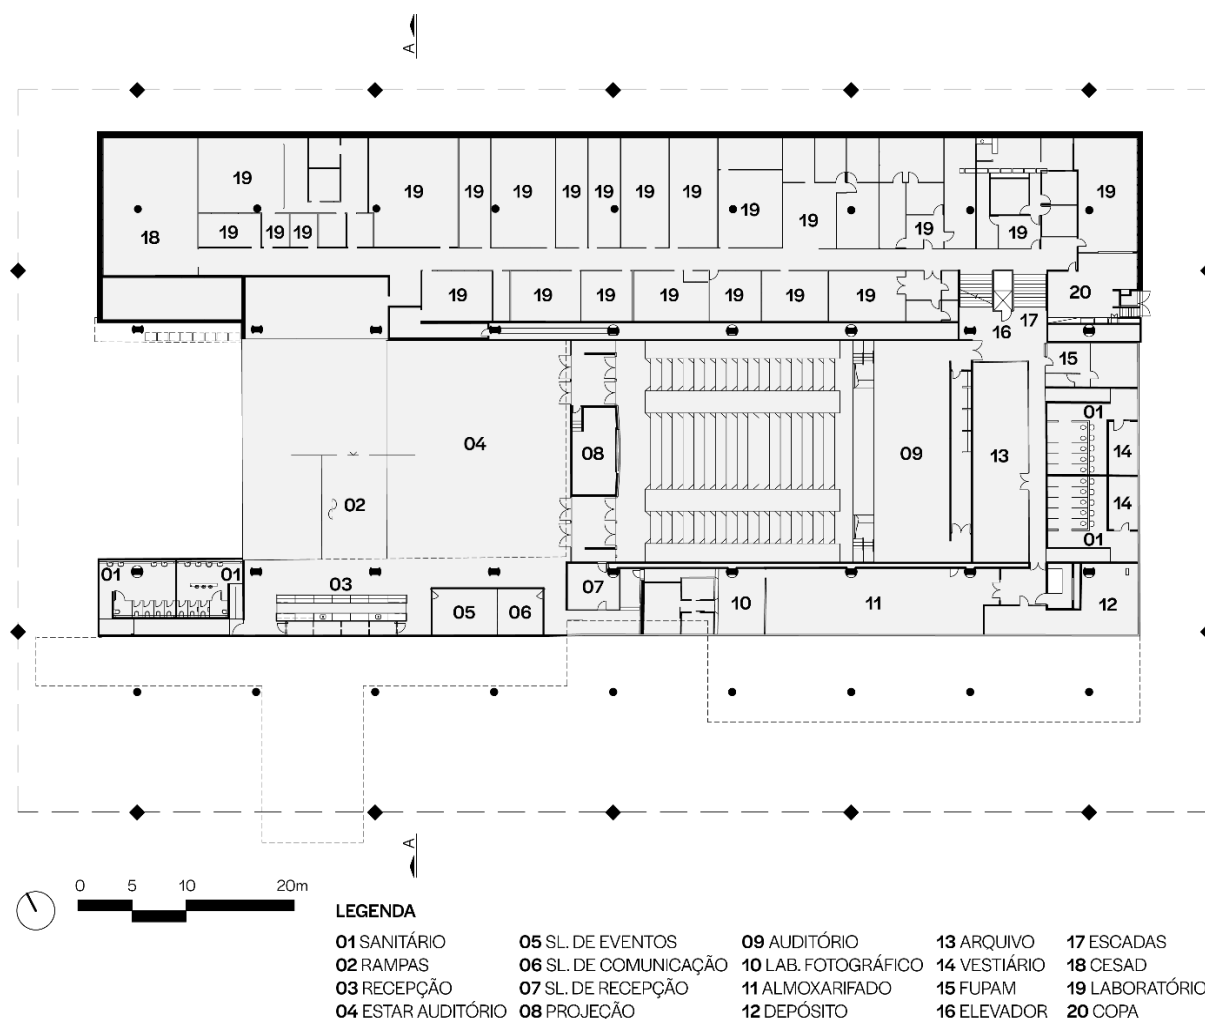 A
19 19 19 19 19 19 19 19 19 19
19 19 19 19 19 19
18
19 19 19 19 19 19 19 20
16 17
15
01
04 08 09 13 14
02
14
01
01 01 03 07
05 06 10 11 12
A
0 5 10 20m
LEGENDA
01 SANITÁRIO
02 RAMPAS
03 RECEPÇÃO
04 ESTAR AUDITÓRIO
05 SL. DE EVENTOS
06 SL. DE COMUNICAÇÃO
07 SL. DE RECEPÇÃO
08 PROJEÇÃO
09 AUDITÓRIO
10 LAB. FOTOGRÁFICO
11 ALMOXARIFADO
12 DEPÓSITO
13 ARQUIVO
14 VESTIÁRIO
15 FUPAM
16 ELEVADOR
17 ESCADAS
18 CESAD
19 LABORATÓRIO
20 COPA